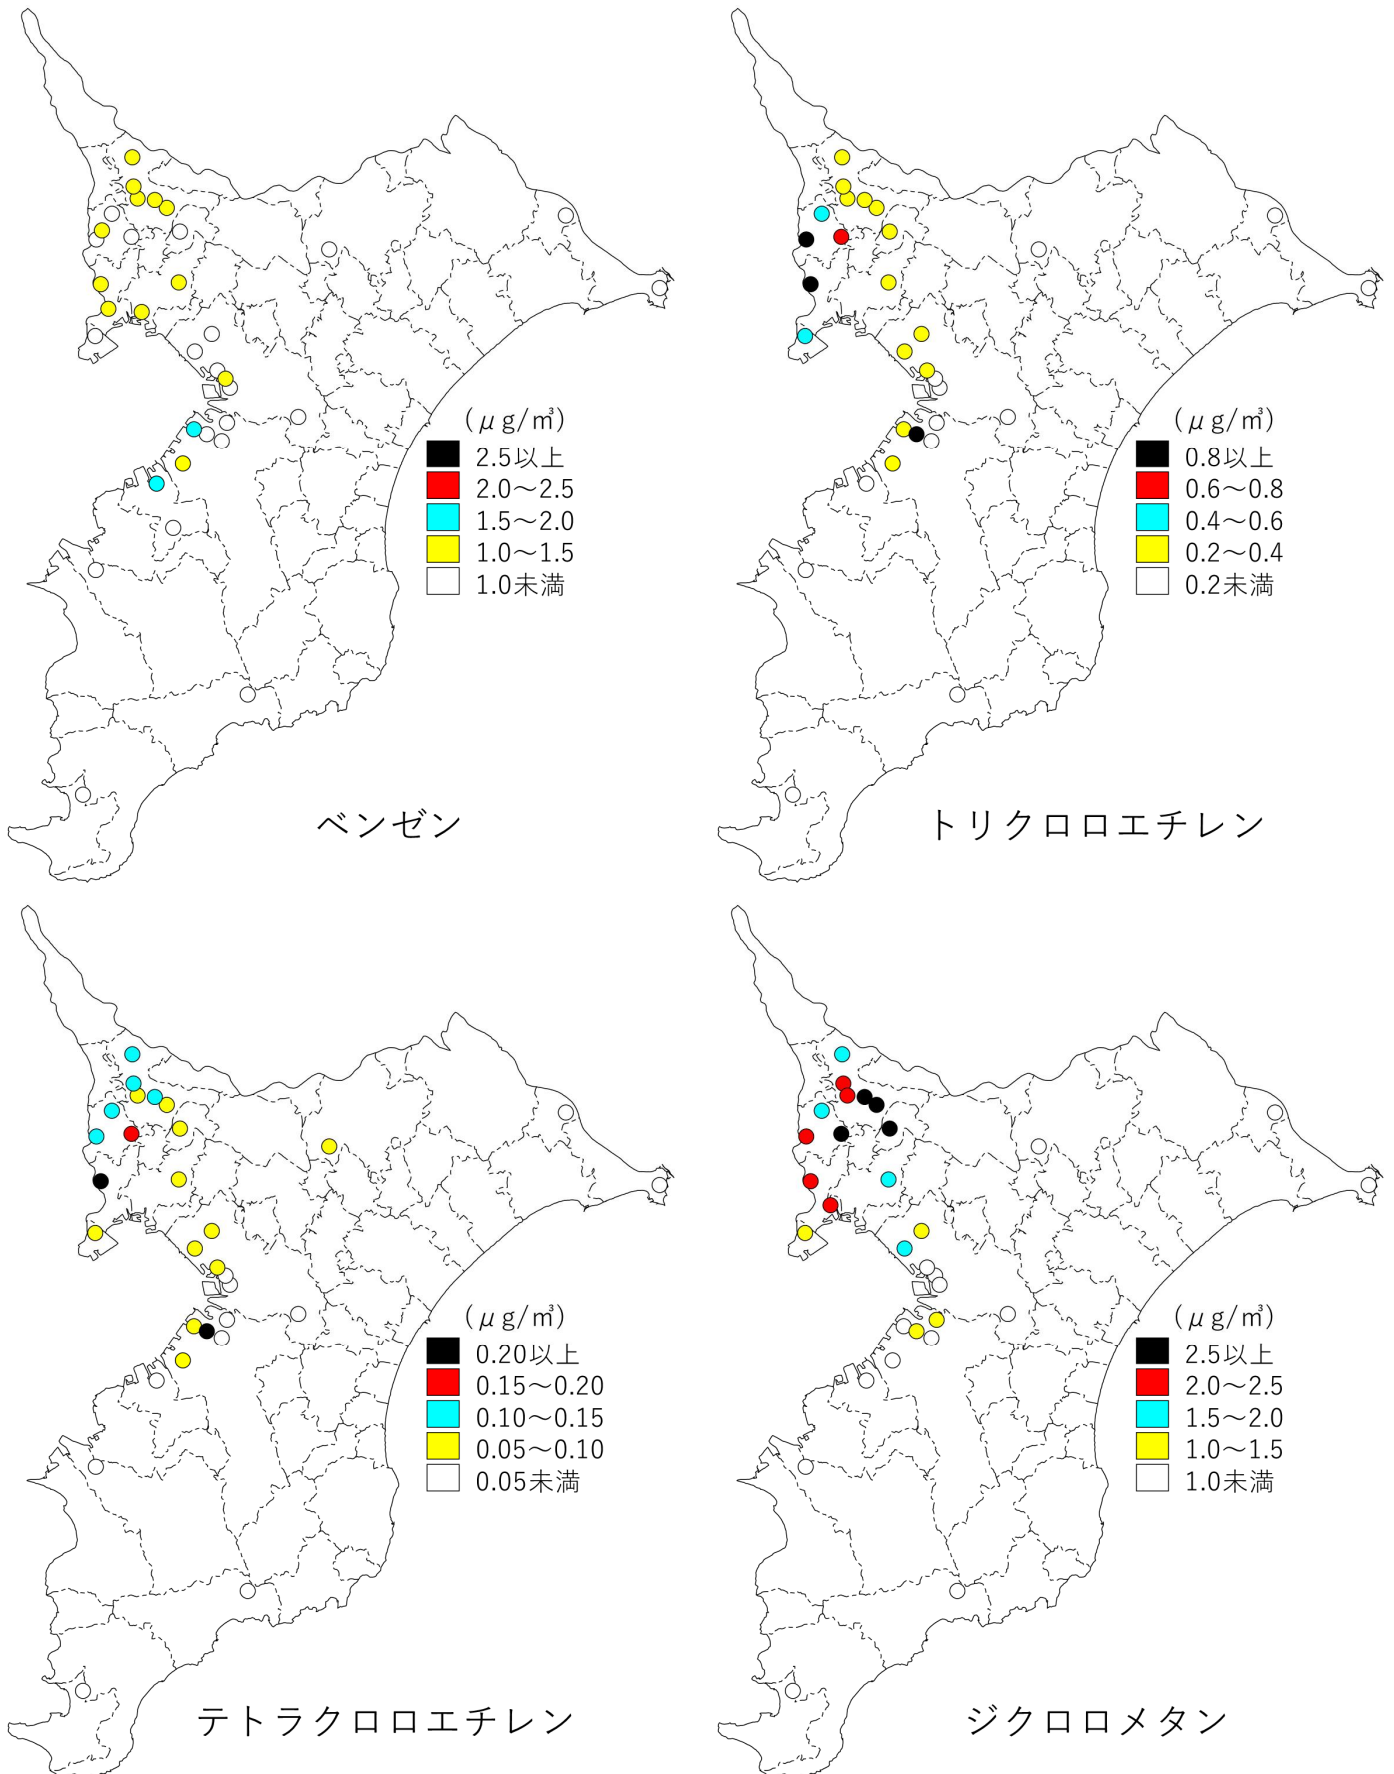 (μg/㎥)
2.5以上
2.0～2.5
1.5～2.0
1.0～1.5
1.0未満
ベンゼン
(μg/㎥)
0.8以上
0.6～0.8
0.4～0.6
0.2～0.4
0.2未満
トリクロロエチレン
(μg/㎥)
0.20以上
0.15～0.20
0.10～0.15
0.05～0.10
0.05未満
テトラクロロエチレン
(μg/㎥)
2.5以上
2.0～2.5
1.5～2.0
1.0～1.5
1.0未満
ジクロロメタン